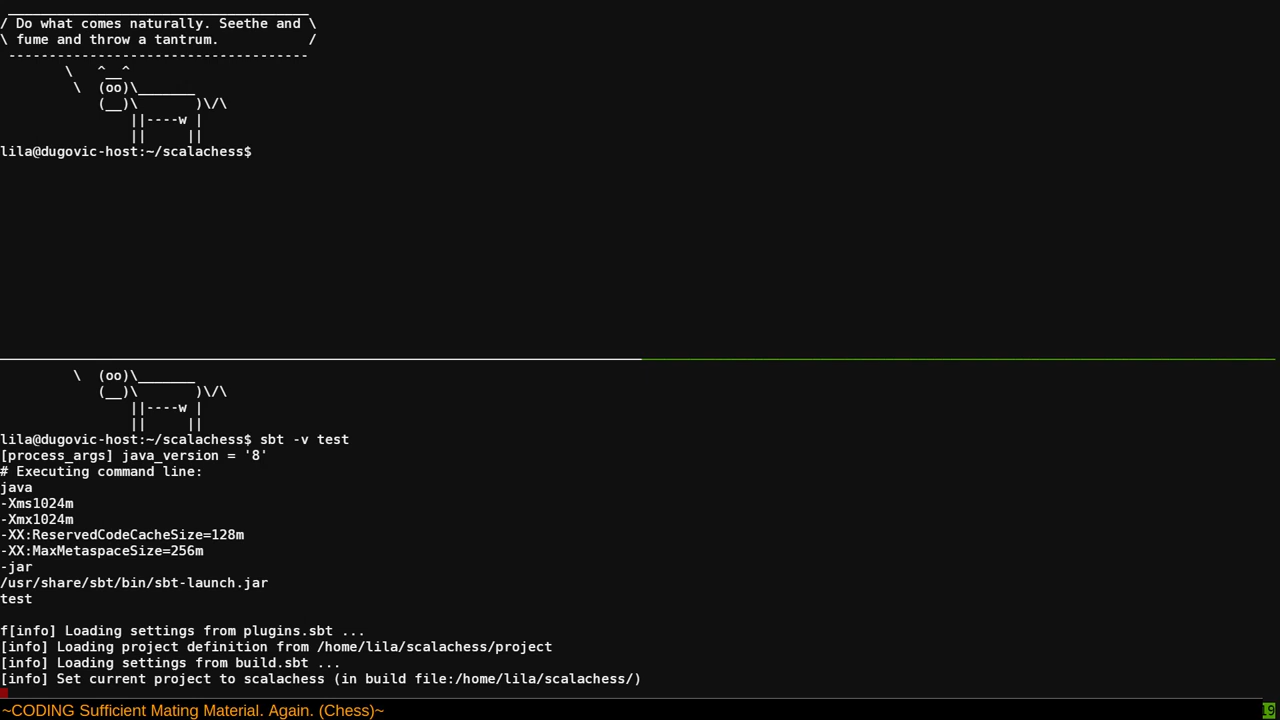 _____________________________________
/ Do what comes naturally. Seethe and \
\ fume and throw a tantrum.           /
 -------------------------------------
        \   ^__^
         \  (oo)\_______
            (__)\       )\/\
                ||----w |
                ||     ||
lila@dugovic-host:~/scalachess$
         \  (oo)\_______
            (__)\       )\/\
                ||----w |
                ||     ||
lila@dugovic-host:~/scalachess$ sbt -v test
[process_args] java_version = '8'
# Executing command line:
java
-Xms1024m
-Xmx1024m
-XX:ReservedCodeCacheSize=128m
-XX:MaxMetaspaceSize=256m
-jar
/usr/share/sbt/bin/sbt-launch.jar
test
f[info] Loading settings from plugins.sbt ...
[info] Loading project definition from /home/lila/scalachess/project
[info] Loading settings from build.sbt ...
[info] Set current project to scalachess (in build file:/home/lila/scalachess/)
~CODING Sufficient Mating Material. Again. (Chess)~